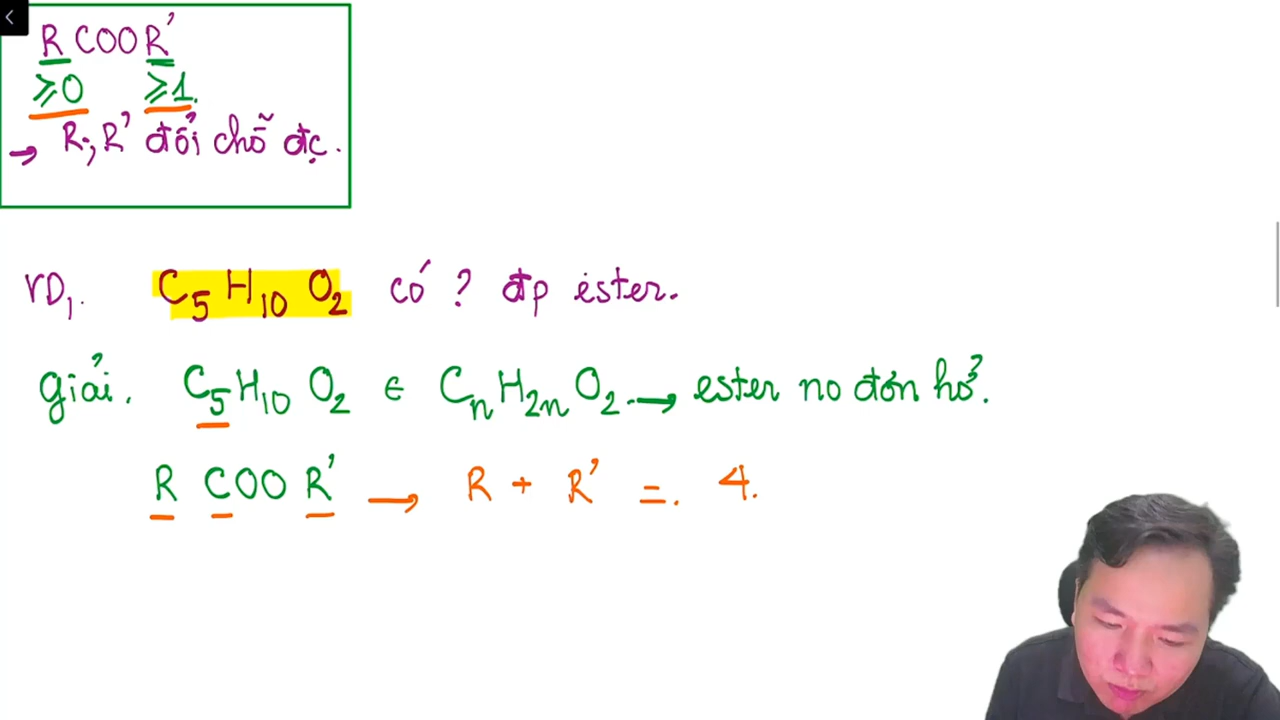 R COO R'
≥0 ≥1.
→ R; R' đổi chỗ đc.
VD1. C5H10O2 có ? đp ester.
giải. C5H10O2 ∈ CnH2nO2. → ester no đơn hở.
R COO R' → R + R' =. 4.